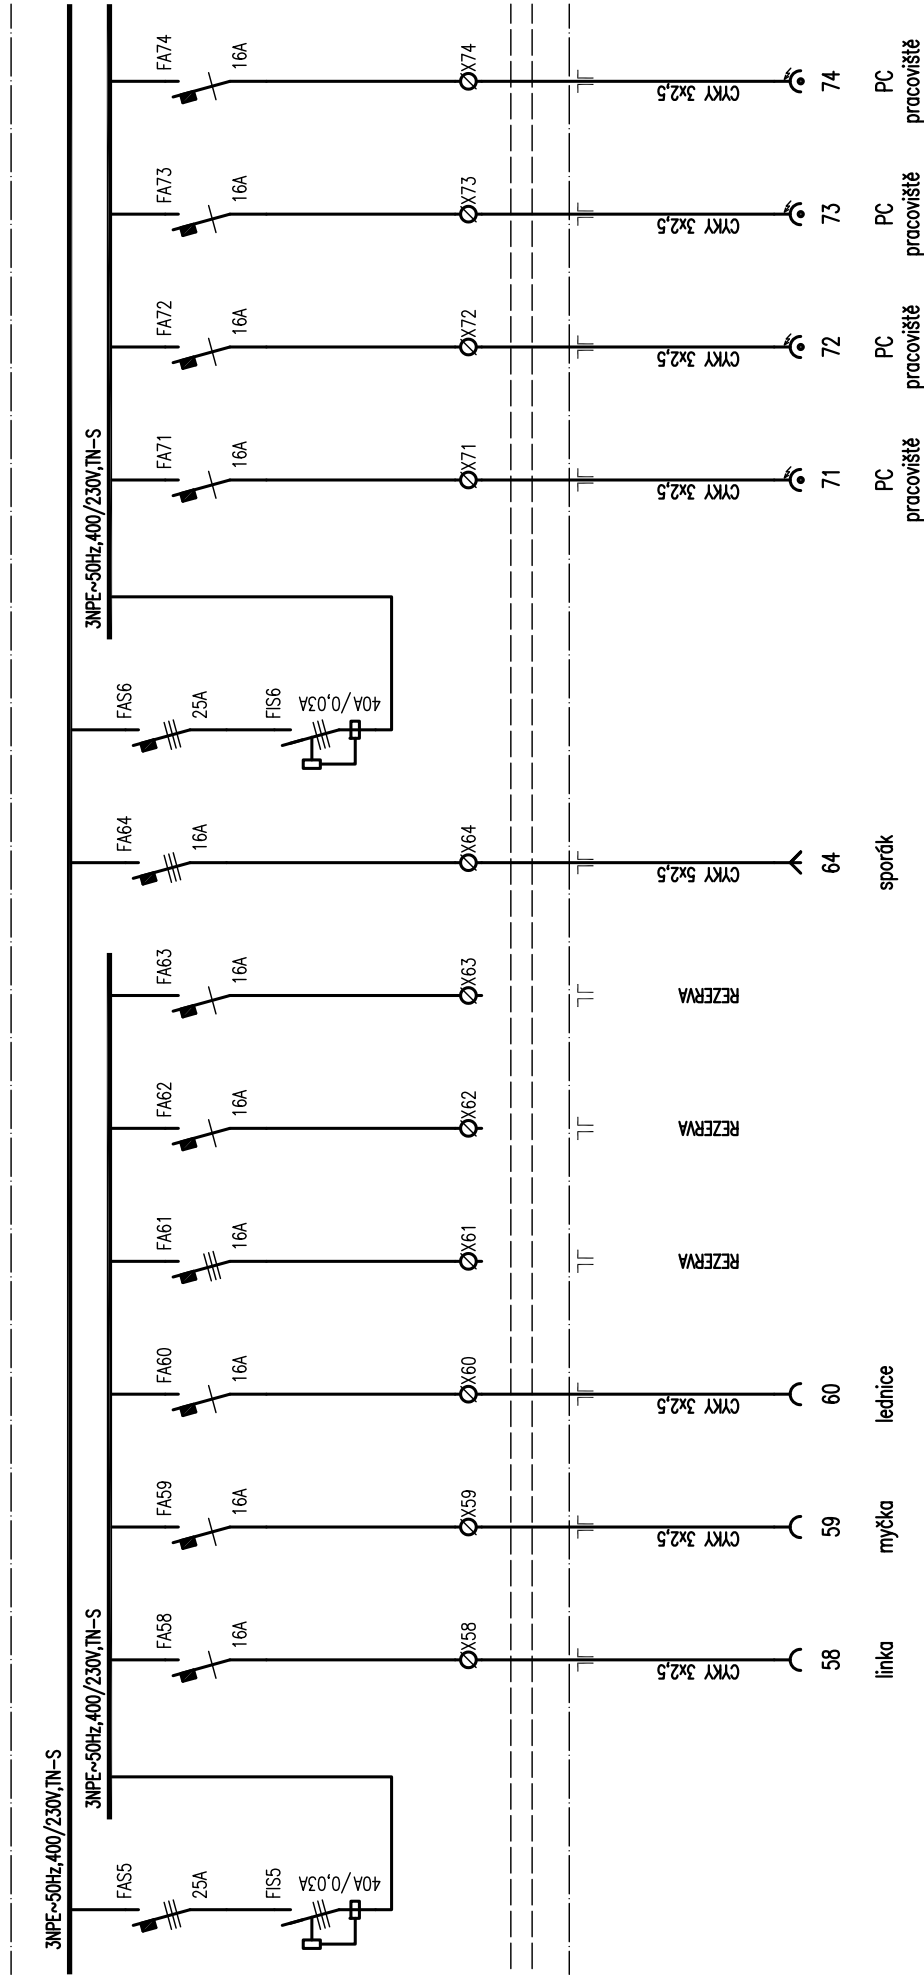 3NPE~50Hz,400/230V,TN-S
FAS5
25A
FIS5
40A/0,03A
3NPE~50Hz,400/230V,TN-S
FA58
16A
X58
CYKY 3x2,5
58
linka
FA59
16A
X59
CYKY 3x2,5
59
myčka
FA60
16A
X60
CYKY 3x2,5
60
lednice
FA61
16A
X61
REZERVA
FA62
16A
X62
REZERVA
FA63
16A
X63
REZERVA
FA64
16A
X64
CYKY 5x2,5
64
sporák
FAS6
25A
FIS6
40A/0,03A
3NPE~50Hz,400/230V,TN-S
FA71
16A
X71
CYKY 3x2,5
71
PC
pracoviště
FA72
16A
X72
CYKY 3x2,5
72
PC
pracoviště
FA73
16A
X73
CYKY 3x2,5
73
PC
pracoviště
FA74
16A
X74
CYKY 3x2,5
74
PC
pracoviště